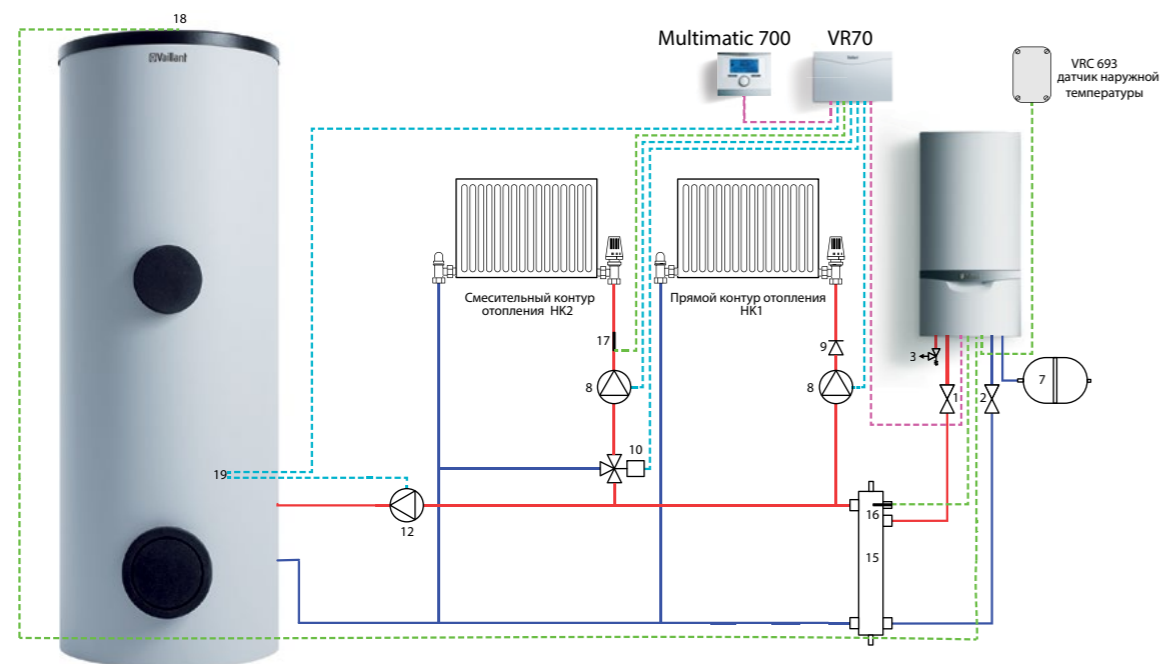 18
Vaillant
Multimatic 700
VR70
VRC 693
датчик наружной
температуры
Смесительный контур
отопления НК2
Прямой контур отопления
НК1
17
9
3
8
8
1
2
7
10
19
12
16
15